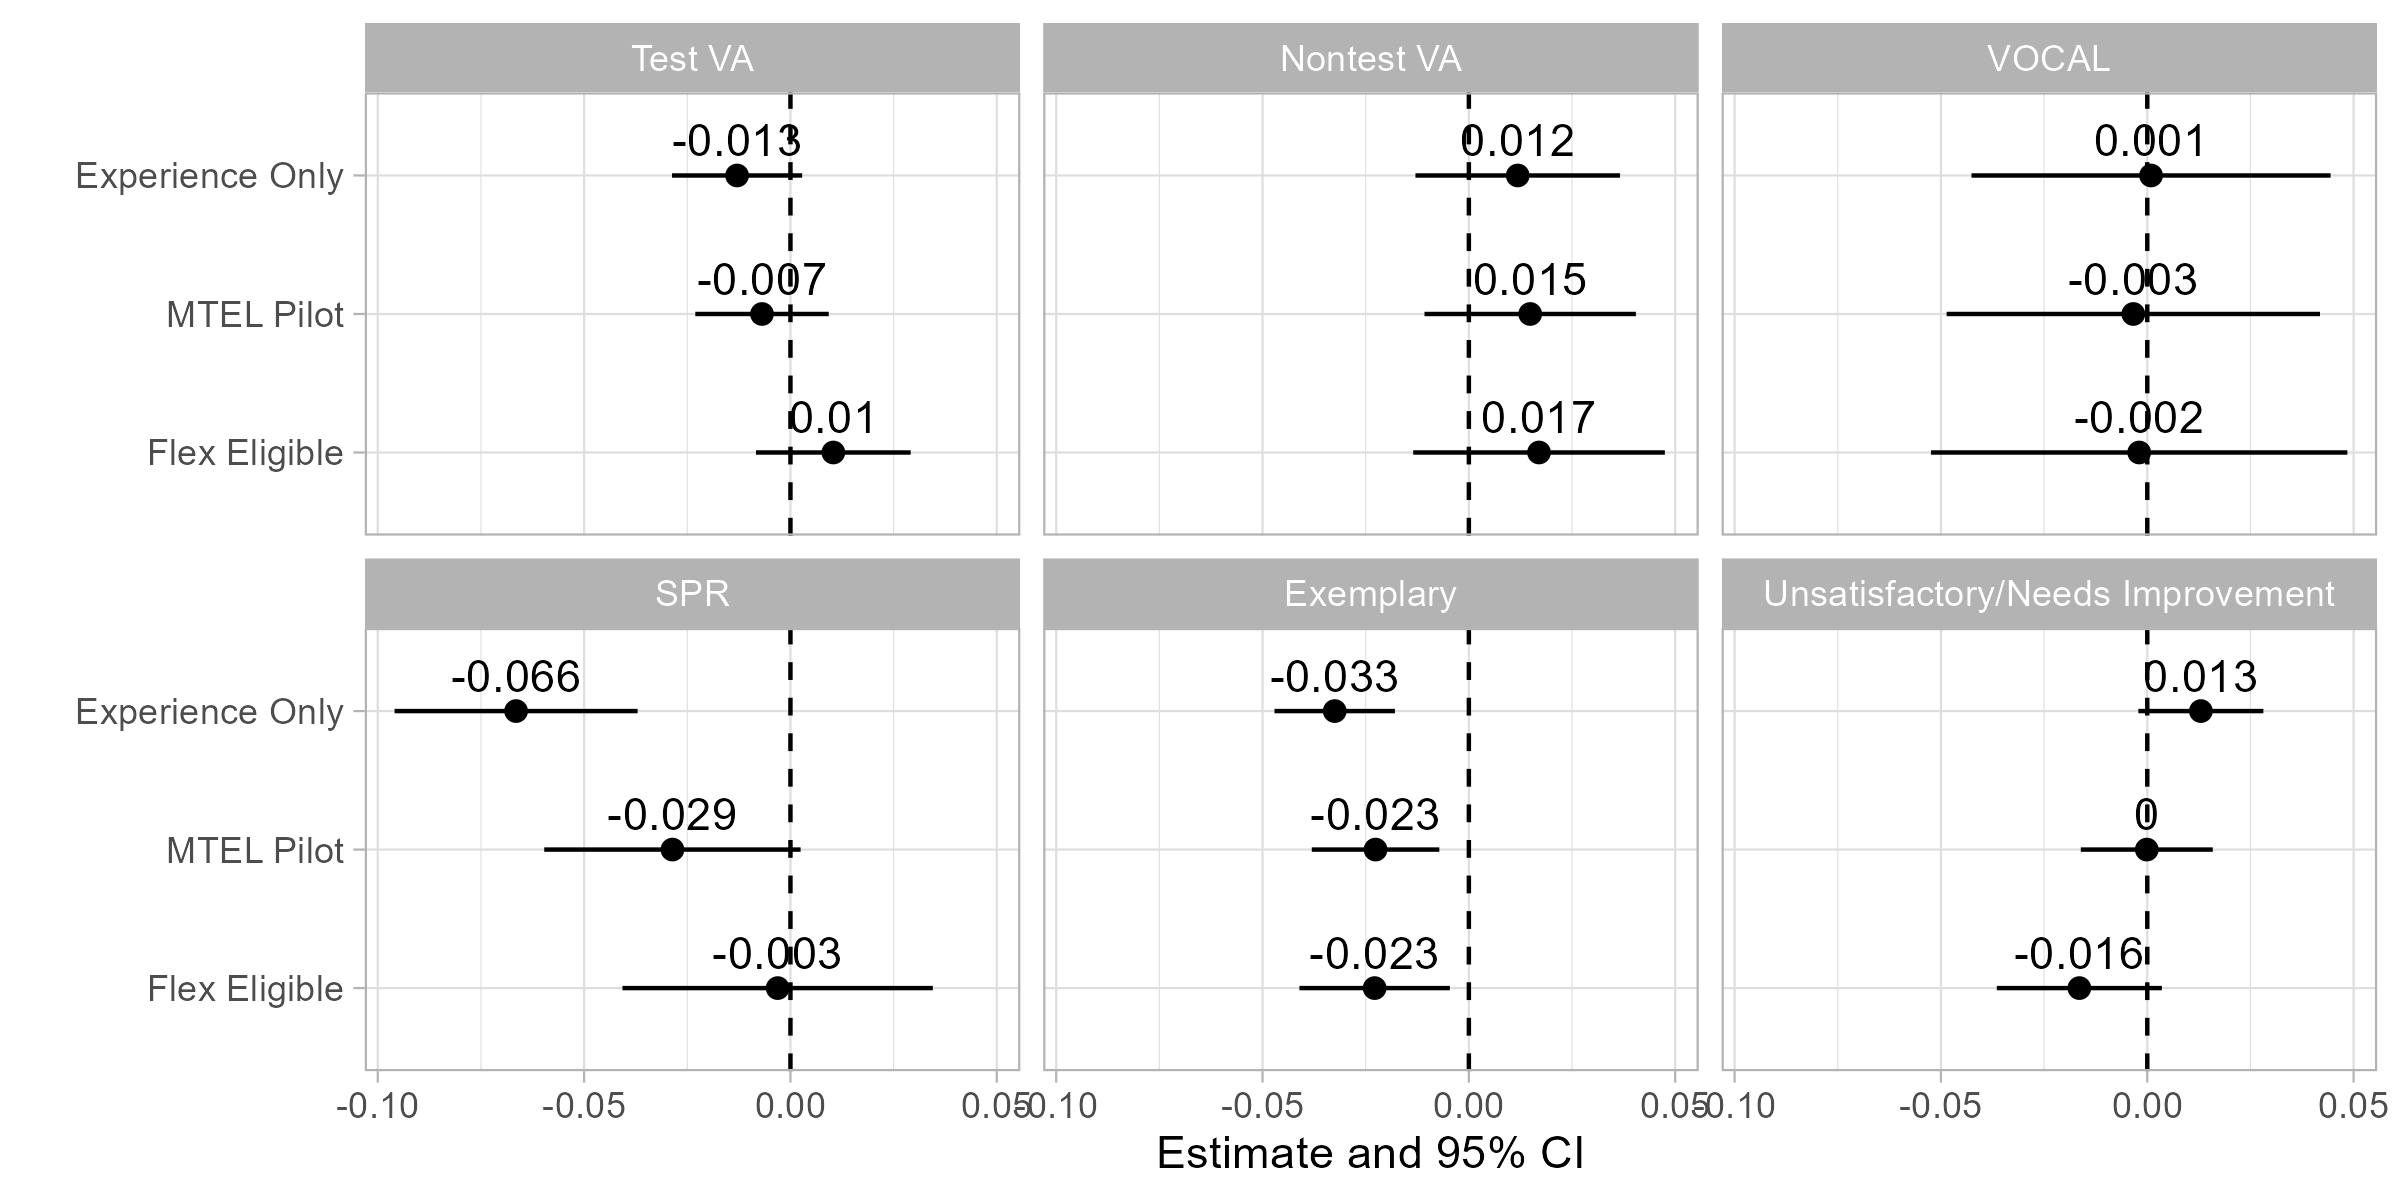 Test VA
Nontest VA
VOCAL
Experience Only
-0.013
0.012
0.001
MTEL Pilot
-0.007
0.015
-0.003
Flex Eligible
0.01
0.017
-0.002
SPR
Exemplary
Unsatisfactory/Needs Improvement
Experience Only
-0.066
-0.033
0.013
MTEL Pilot
-0.029
-0.023
0
Flex Eligible
-0.003
-0.023
-0.016
-0.10 -0.05 0.00 0.05
-0.10 -0.05 0.00 0.05
-0.10 -0.05 0.00 0.05
Estimate and 95% CI